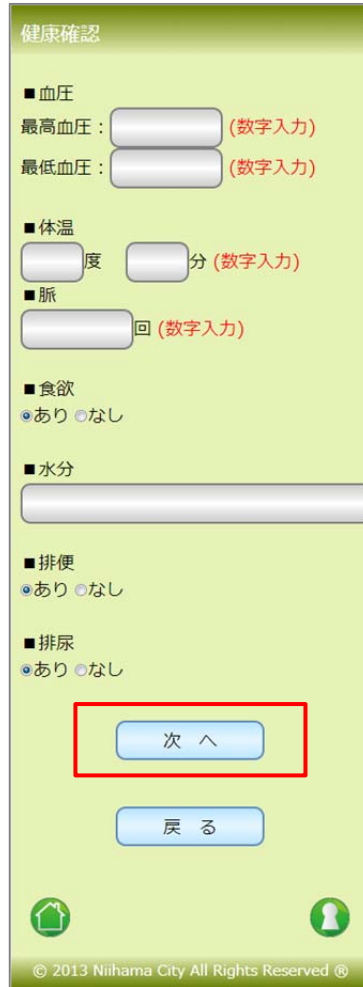 健康確認
■血圧
最高血圧：(数字入力)
最低血圧：(数字入力)
■体温
度 分(数字入力)
■脈
回(数字入力)
■食欲
あり なし
■水分
■排便
あり なし
■排尿
あり なし
次 へ
戻 る
© 2013 Niihama City All Rights Reserved ®